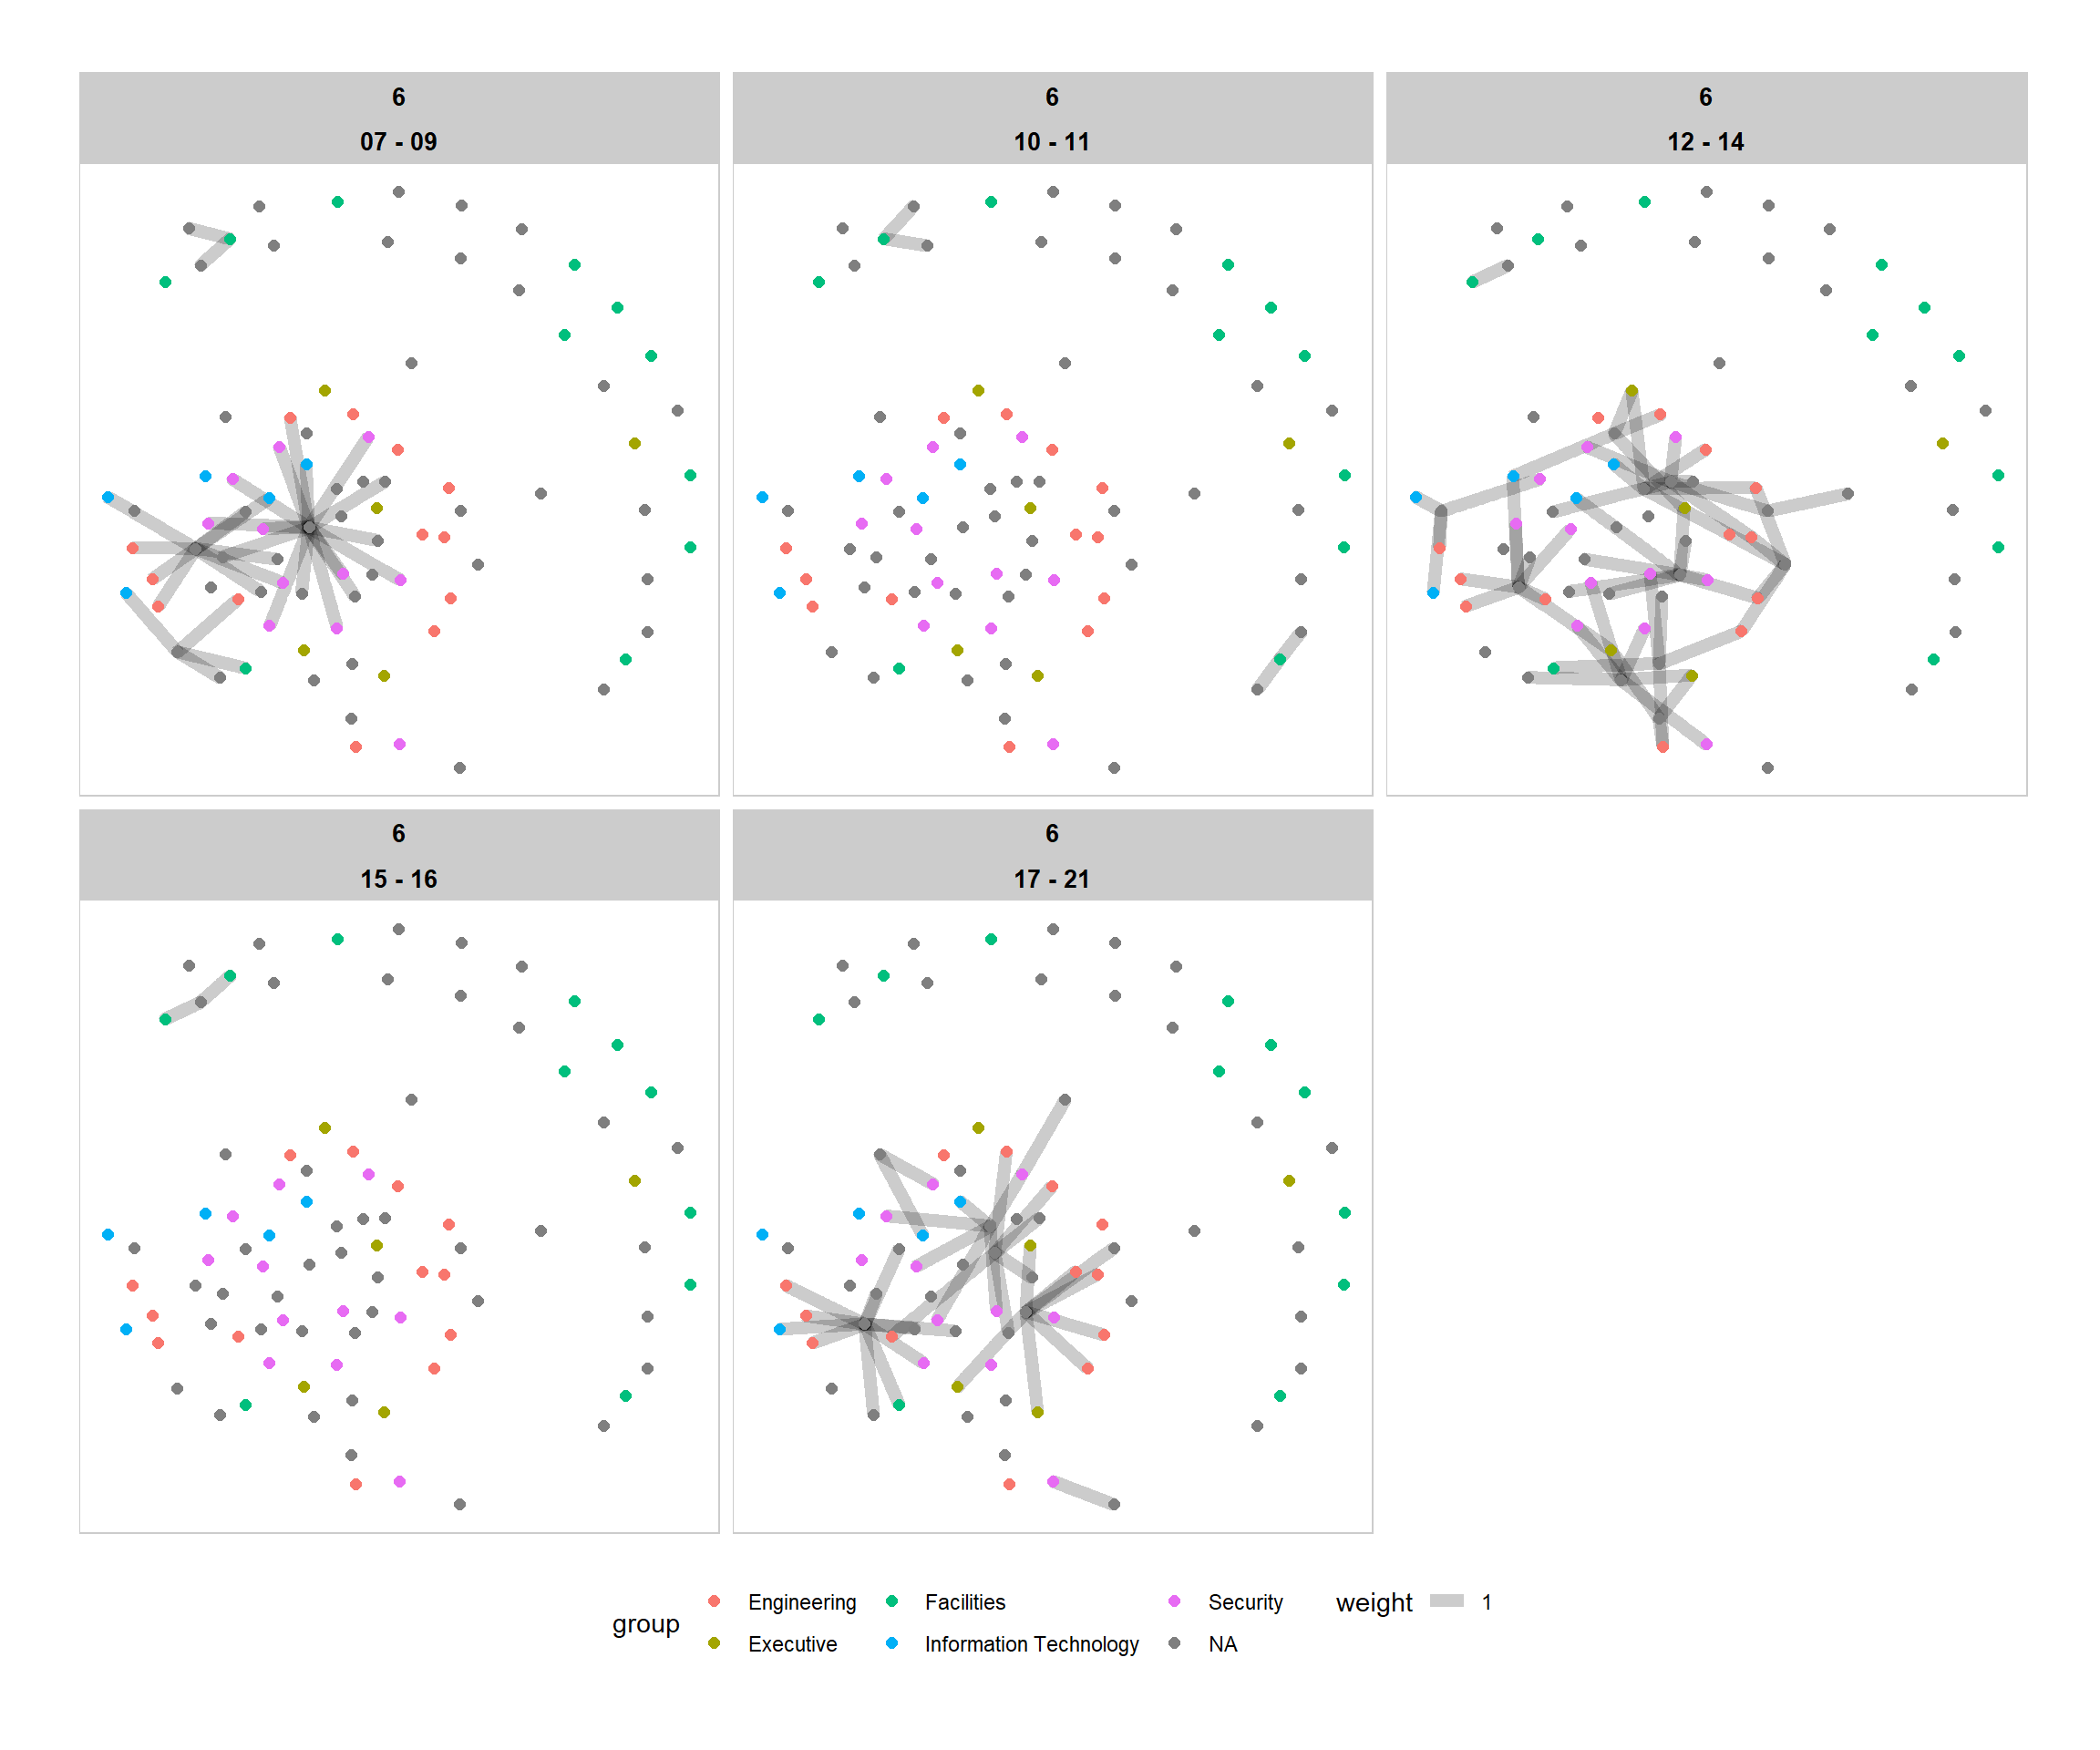 6
07 - 09
6
10 - 11
6
12 - 14
6
15 - 16
6
17 - 21
group
Engineering
Facilities
Security
Executive
Information Technology
NA
weight
1